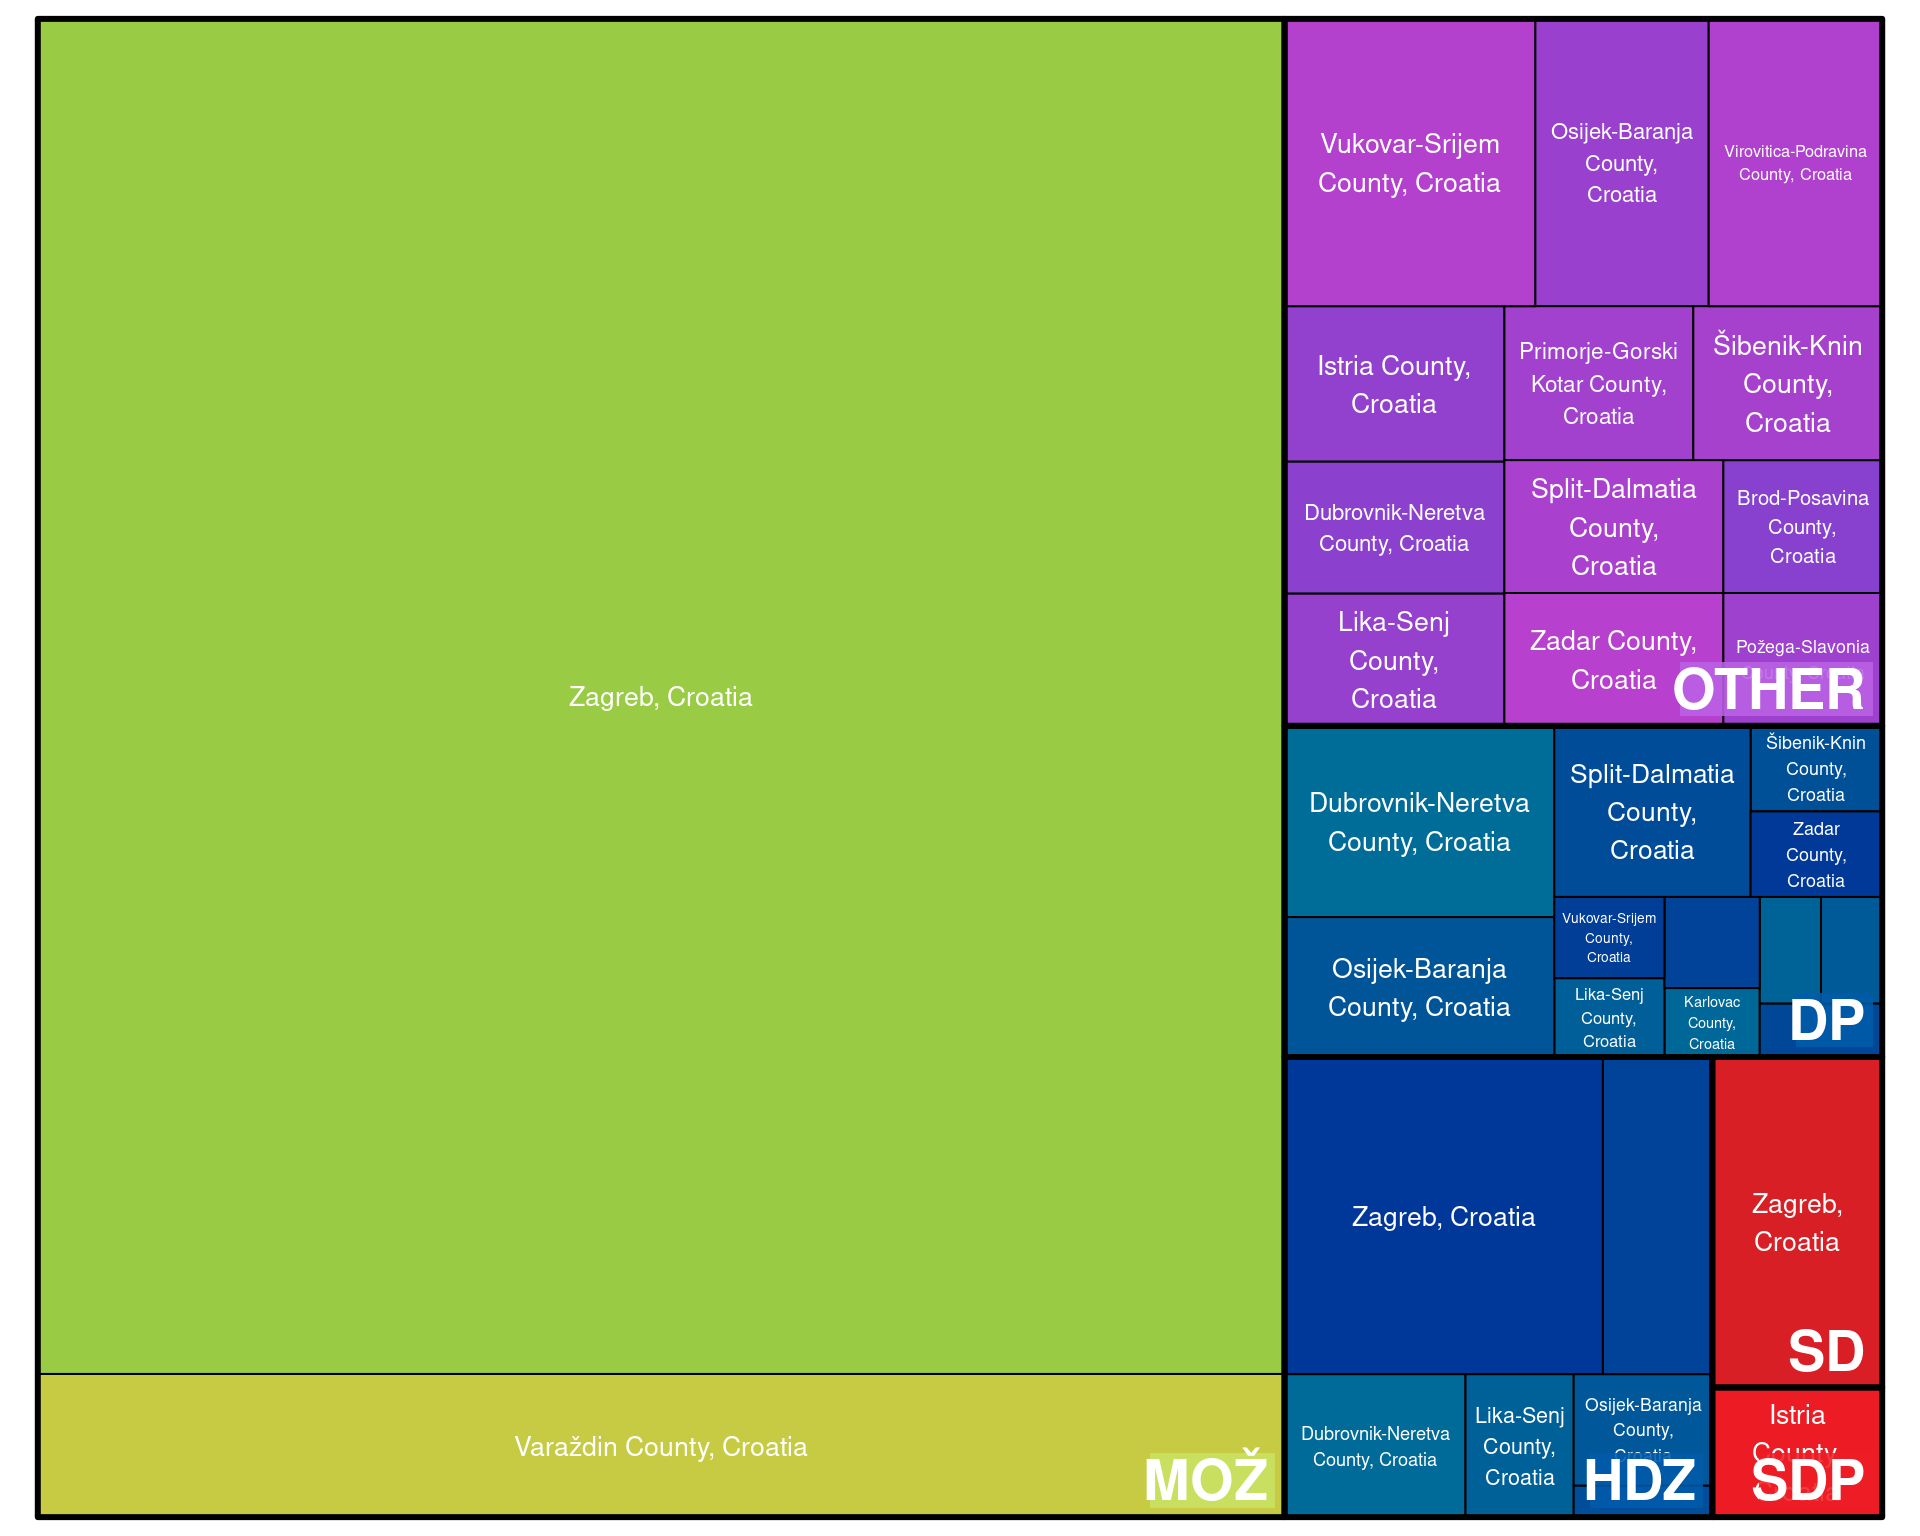 Zagreb, Croatia
Varaždin County, Croatia
MOŽ
Vukovar-Srijem
County, Croatia
Osijek-Baranja
County,
Croatia
Virovitica-Podravina
County, Croatia
Istria County,
Croatia
Primorje-Gorski
Kotar County,
Croatia
Šibenik-Knin
County,
Croatia
Dubrovnik-Neretva
County, Croatia
Split-Dalmatia
County,
Croatia
Brod-Posavina
County,
Croatia
Lika-Senj
County,
Croatia
Zadar County,
Croatia
Požega-Slavonia
OTHER
Dubrovnik-Neretva
County, Croatia
Split-Dalmatia
County,
Croatia
Šibenik-Knin
County,
Croatia
Zadar
County,
Croatia
Osijek-Baranja
County, Croatia
Vukovar-Srijem
County,
Croatia
Lika-Senj
County,
Croatia
Karlovac
County,
Croatia
DP
Zagreb, Croatia
Dubrovnik-Neretva
County, Croatia
Lika-Senj
County,
Croatia
Osijek-Baranja
County,
Croatia
HDZ
Zagreb,
Croatia
SD
Istria
County,
SDP